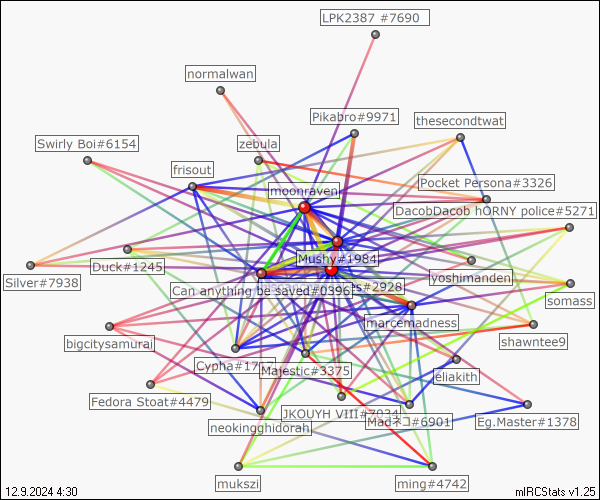 LPK2387 #7690
normalwan
Pikabro#9971
thesecondtwat
Swirly Boi#6154
zebula
frisout
Pocket Persona#3326
moonraven
DacobDacob hORNY police#5271
Mushy#1984
Duck#1245
yoshimanden
Silver#7938
Can anything be saved#0396
s#2928
somass
marcemadness
bigcitysamurai
shawntee9
Cypha#17
Majestic#3375
eliakith
Fedora Stoat#4479
JKOUYH VIII#7034
Madネコ#6901
Eg.Master#1378
neokingghidorah
mukszi
ming#4742
12.9.2024 4:30
mIRCStats v1.25